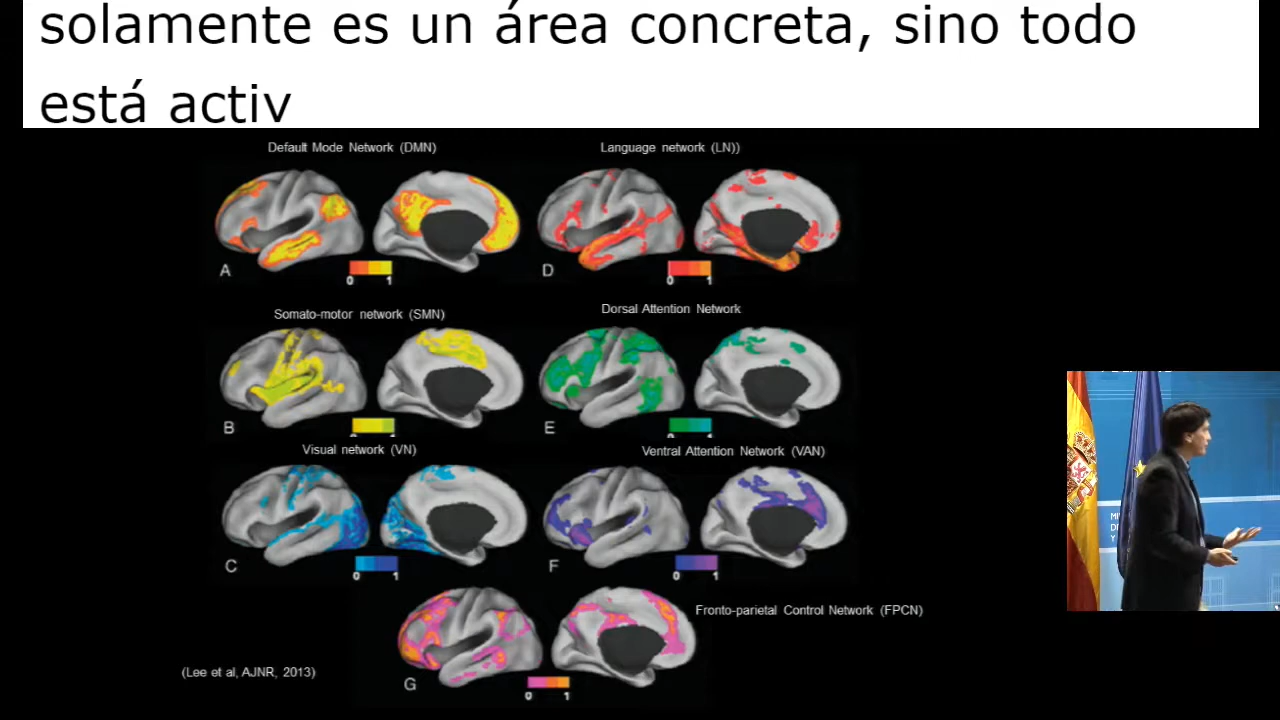 solamente es un área concreta, sino todo
está activ
Default Mode Network (DMN)
Language network (LN))
A
0 1
D
0 1
Somato-motor network (SMN)
Dorsal Attention Network
B
E
Visual network (VN)
Ventral Attention Network (VAN)
C
0 1
F
0 1
Fronto-parietal Control Network (FPCN)
(Lee et al, AJNR, 2013)
G
0 1